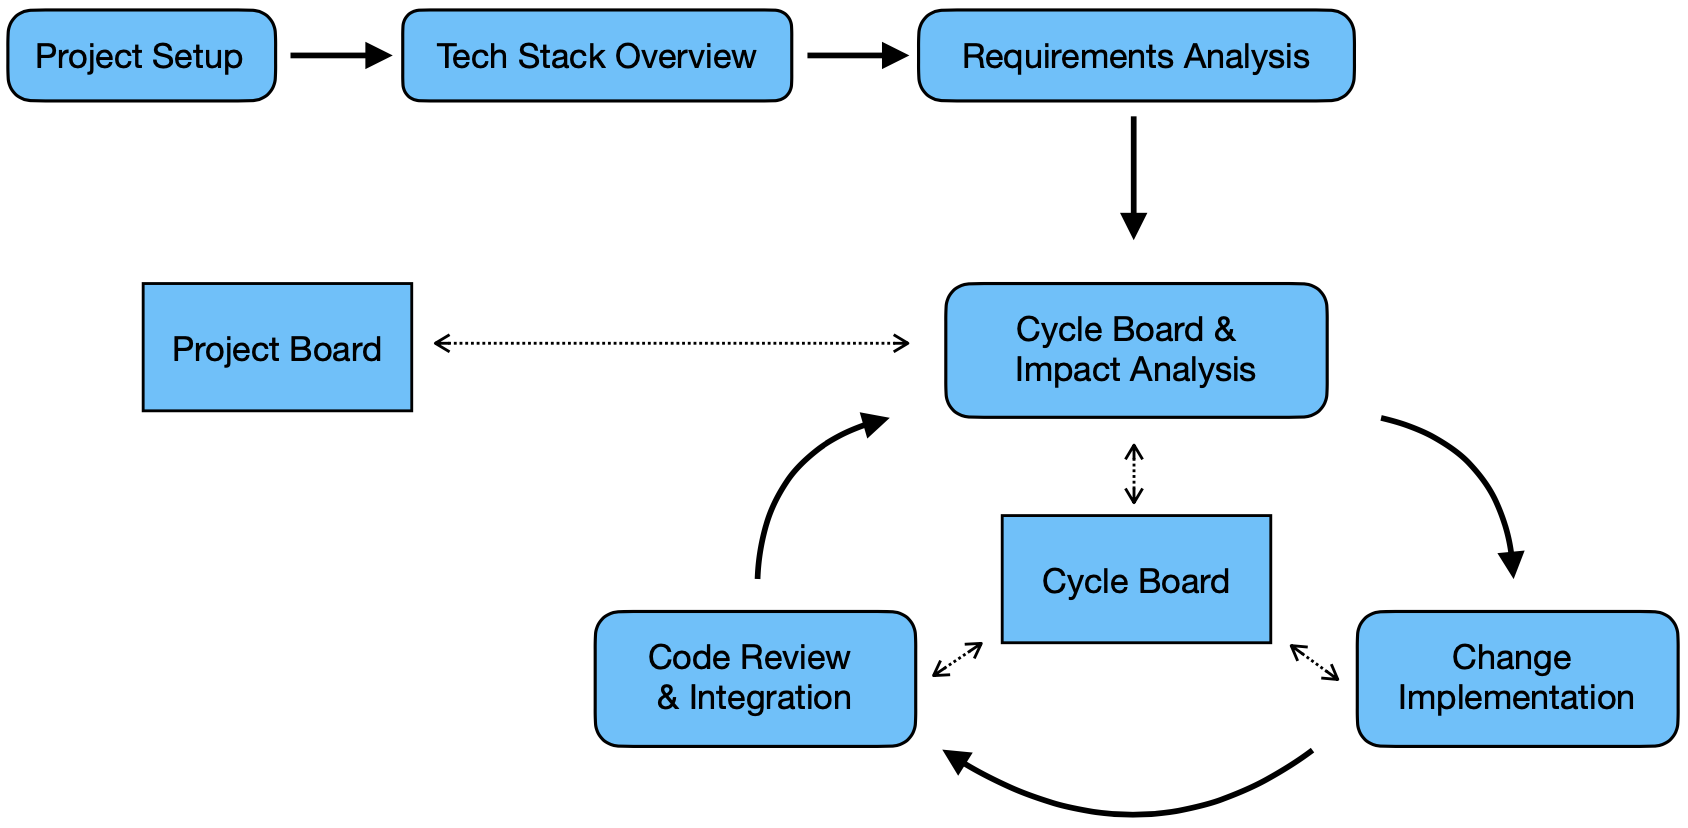 Project Setup
Tech Stack Overview
Requirements Analysis
Project Board
Cycle Board &
Impact Analysis
Cycle Board
Code Review
& Integration
Change
Implementation